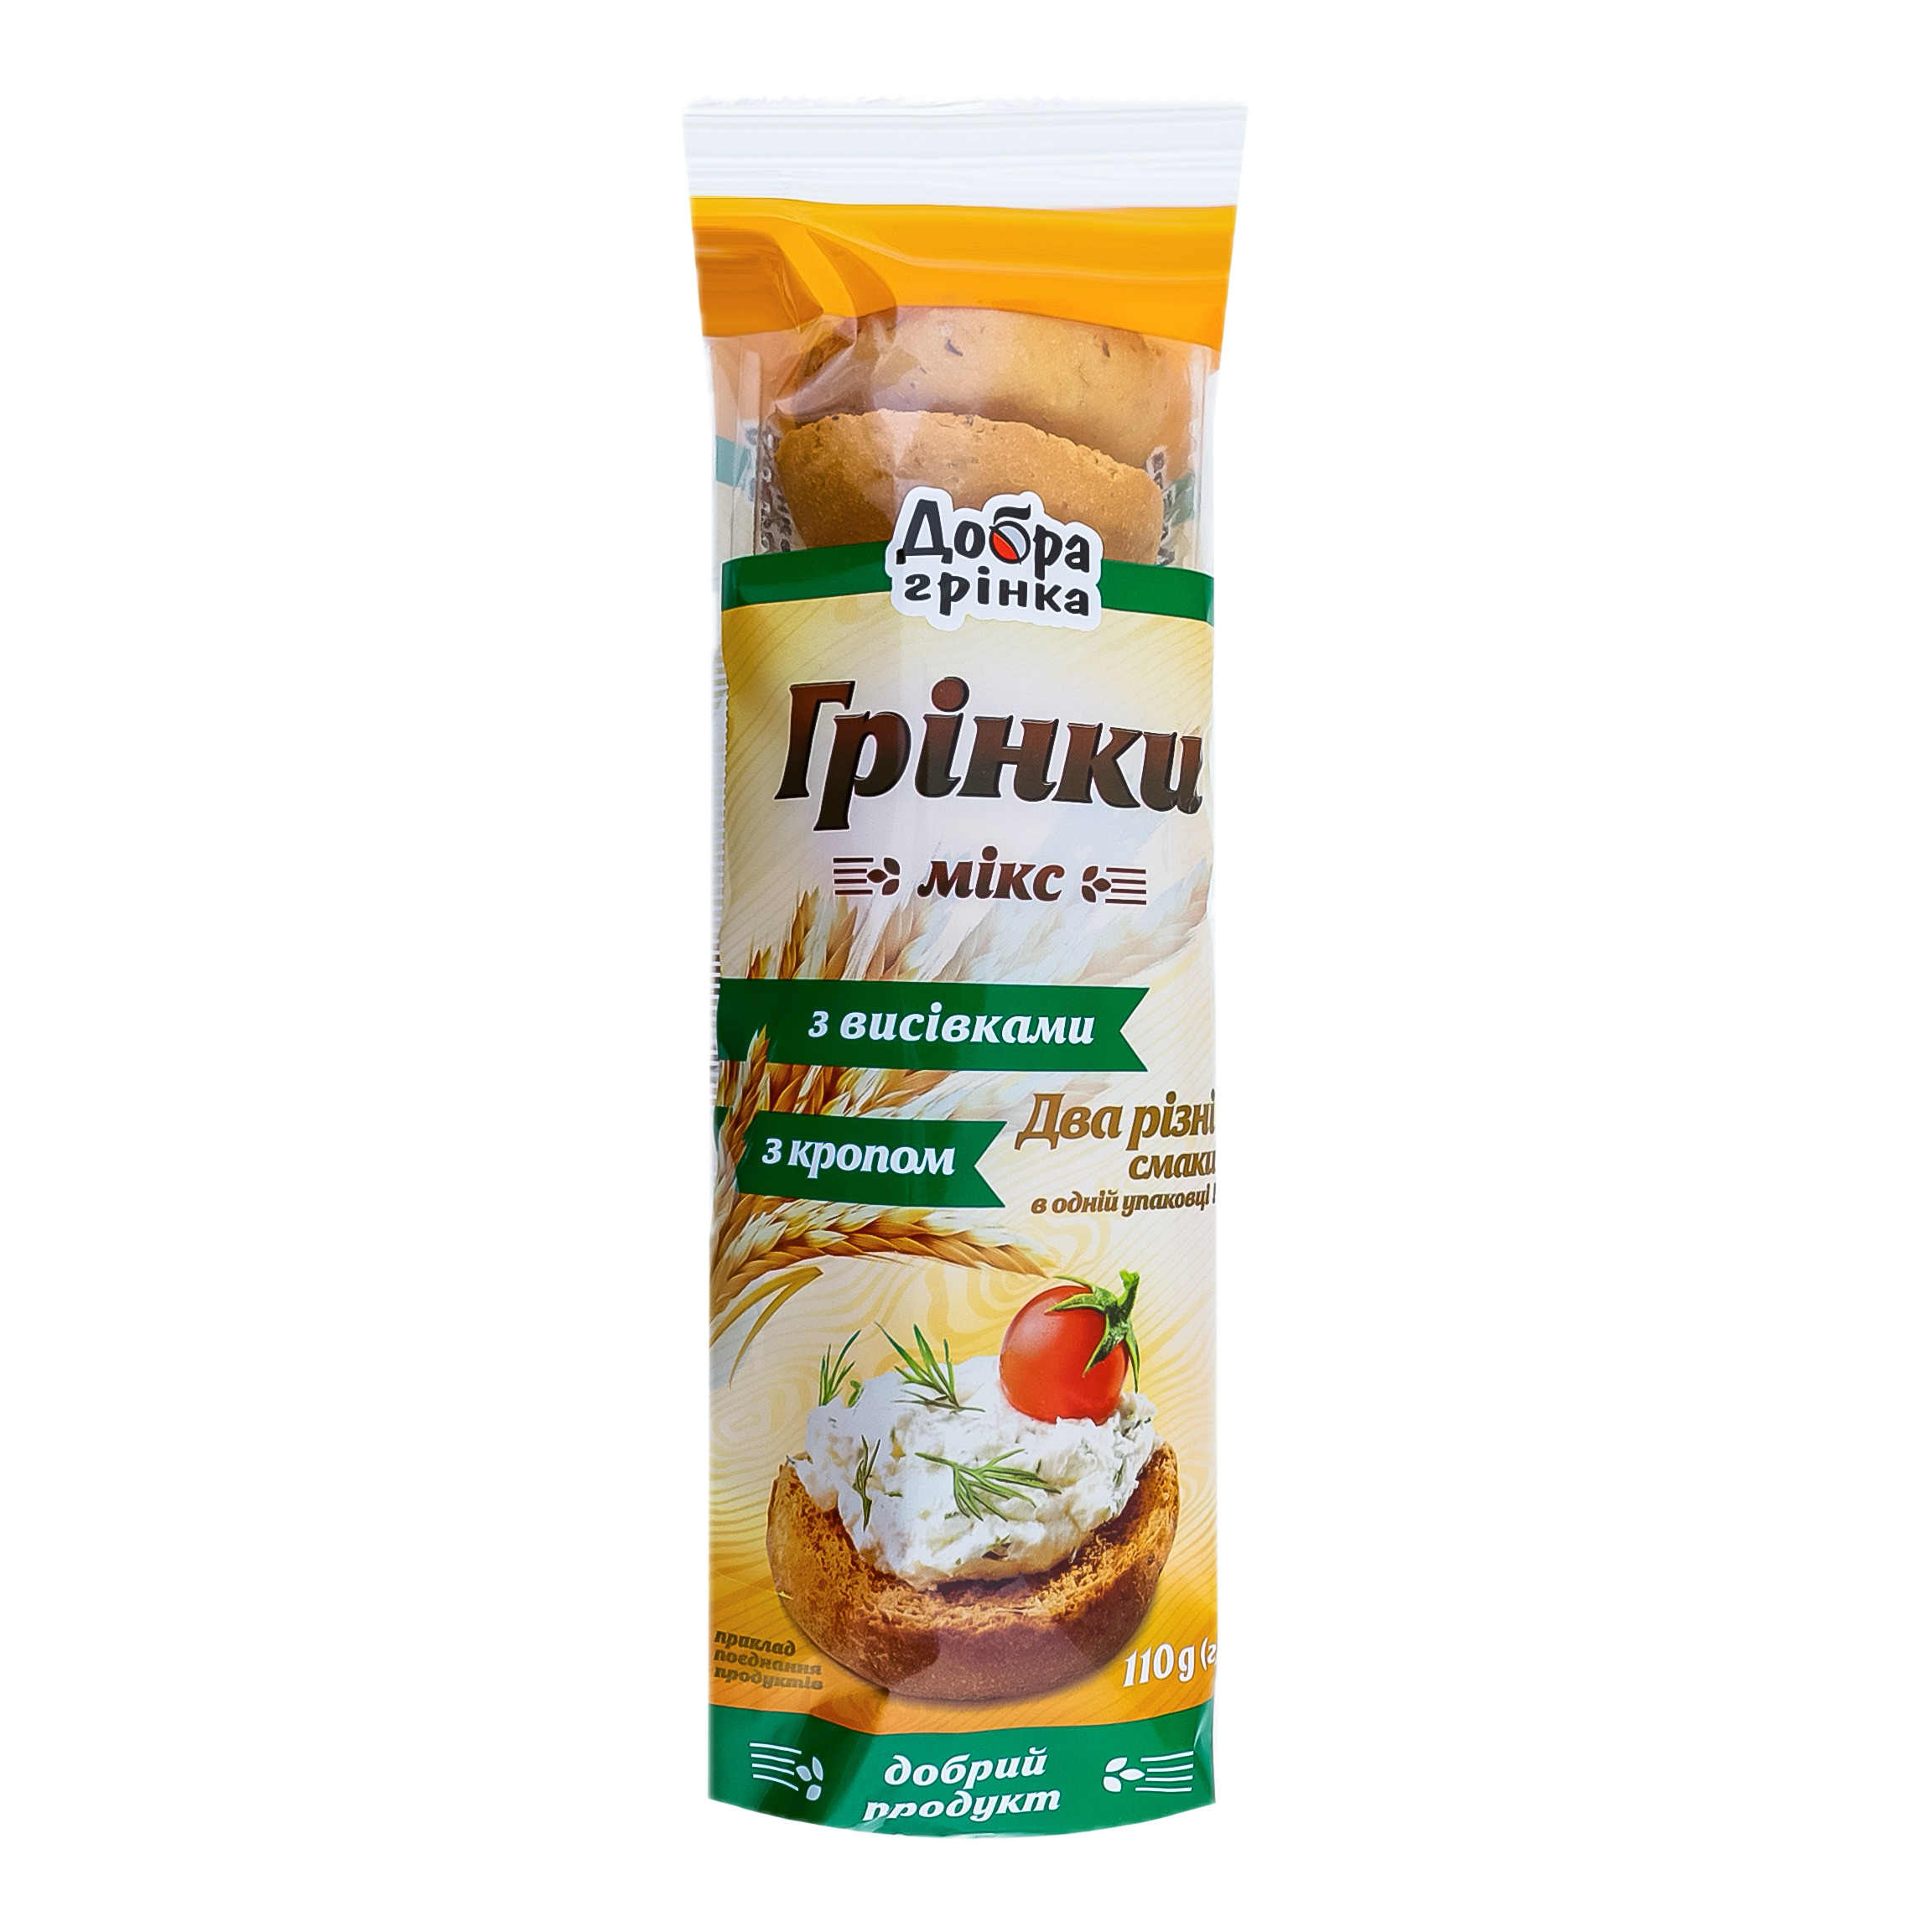 Добра
грінка
Грінки
мікс
з висівками
з кропом
Два різні
смаки
в одній упаковці!
приклад
поєднання
продуктів
110 g (г
добрий
продукт